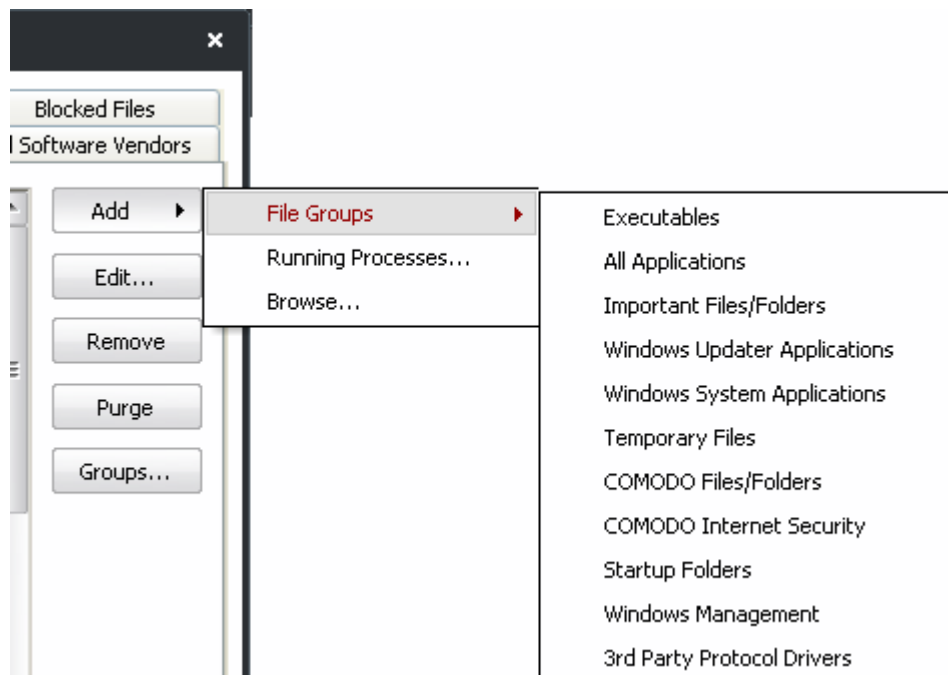 Blocked Files
Software Vendors
Add
Edit...
Remove
Purge
Groups...
File Groups
Running Processes...
Browse...
Executables
All Applications
Important Files/Folders
Windows Updater Applications
Windows System Applications
Temporary Files
COMODO Files/Folders
COMODO Internet Security
Startup Folders
Windows Management
3rd Party Protocol Drivers